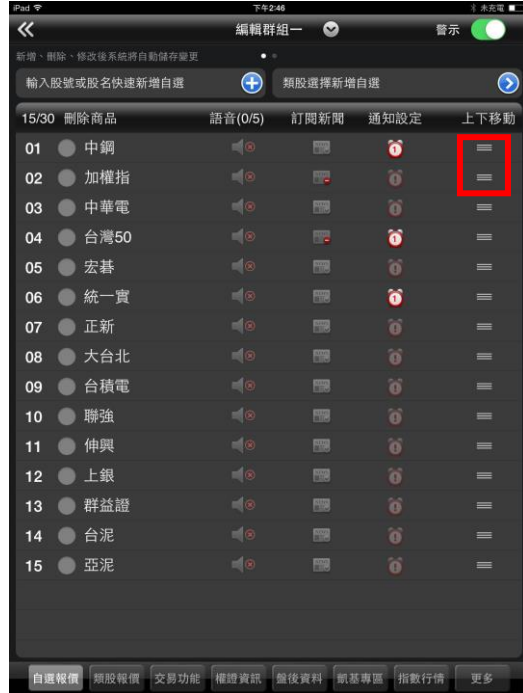 iPad 下午2:46 未充電
編輯群組一 警示
新增、刪除、修改後系統將自動儲存變更
輸入股號或股名快速新增自選 類股選擇新增自選
15/30 刪除商品 語音(0/5) 訂閱新聞 通知設定 上下移動
01 中鋼
02 加權指
03 中華電
04 台灣50
05 宏碁
06 統一實
07 正新
08 大台北
09 台積電
10 聯強
11 伸興
12 上銀
13 群益證
14 台泥
15 亞泥
自選報價 類股報價 交易功能 權證資訊 盤後資料 凱基專區 指數行情 更多